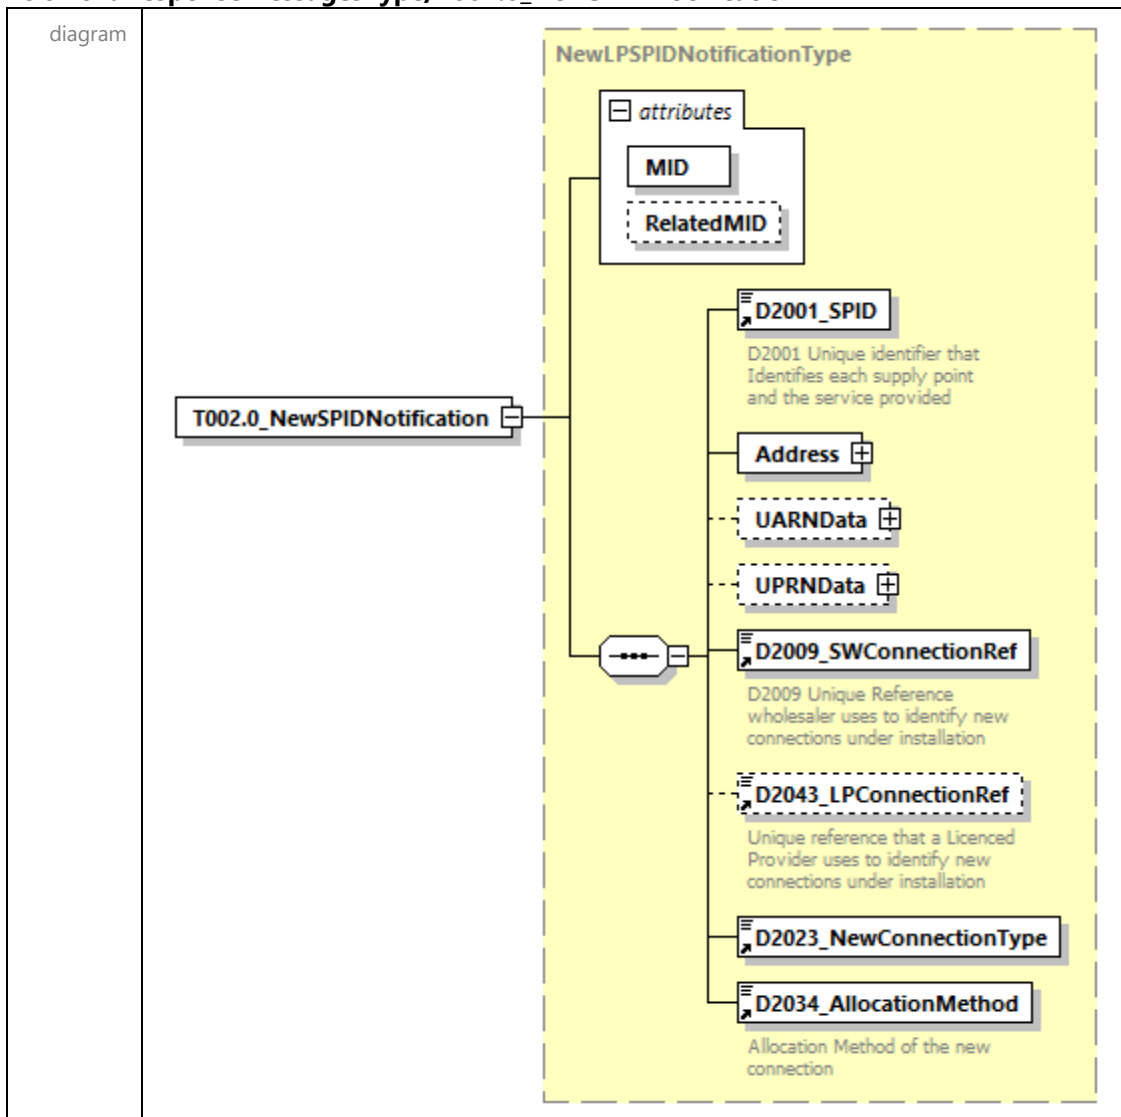 diagram
NewLPSPIDNotificationType
attributes
MID
RelatedMID
D2001_SPID
D2001 Unique identifier that
Identifies each supply point
and the service provided
T002.0_NewSPIDNotification
Address
UARNData
UPRNData
D2009_SWConnectionRef
D2009 Unique Reference
wholesaler uses to identify new
connections under installation
D2043_LPConnectionRef
Unique reference that a Licenced
Provider uses to identify new
connections under installation
D2023_NewConnectionType
D2034_AllocationMethod
Allocation Method of the new
connection